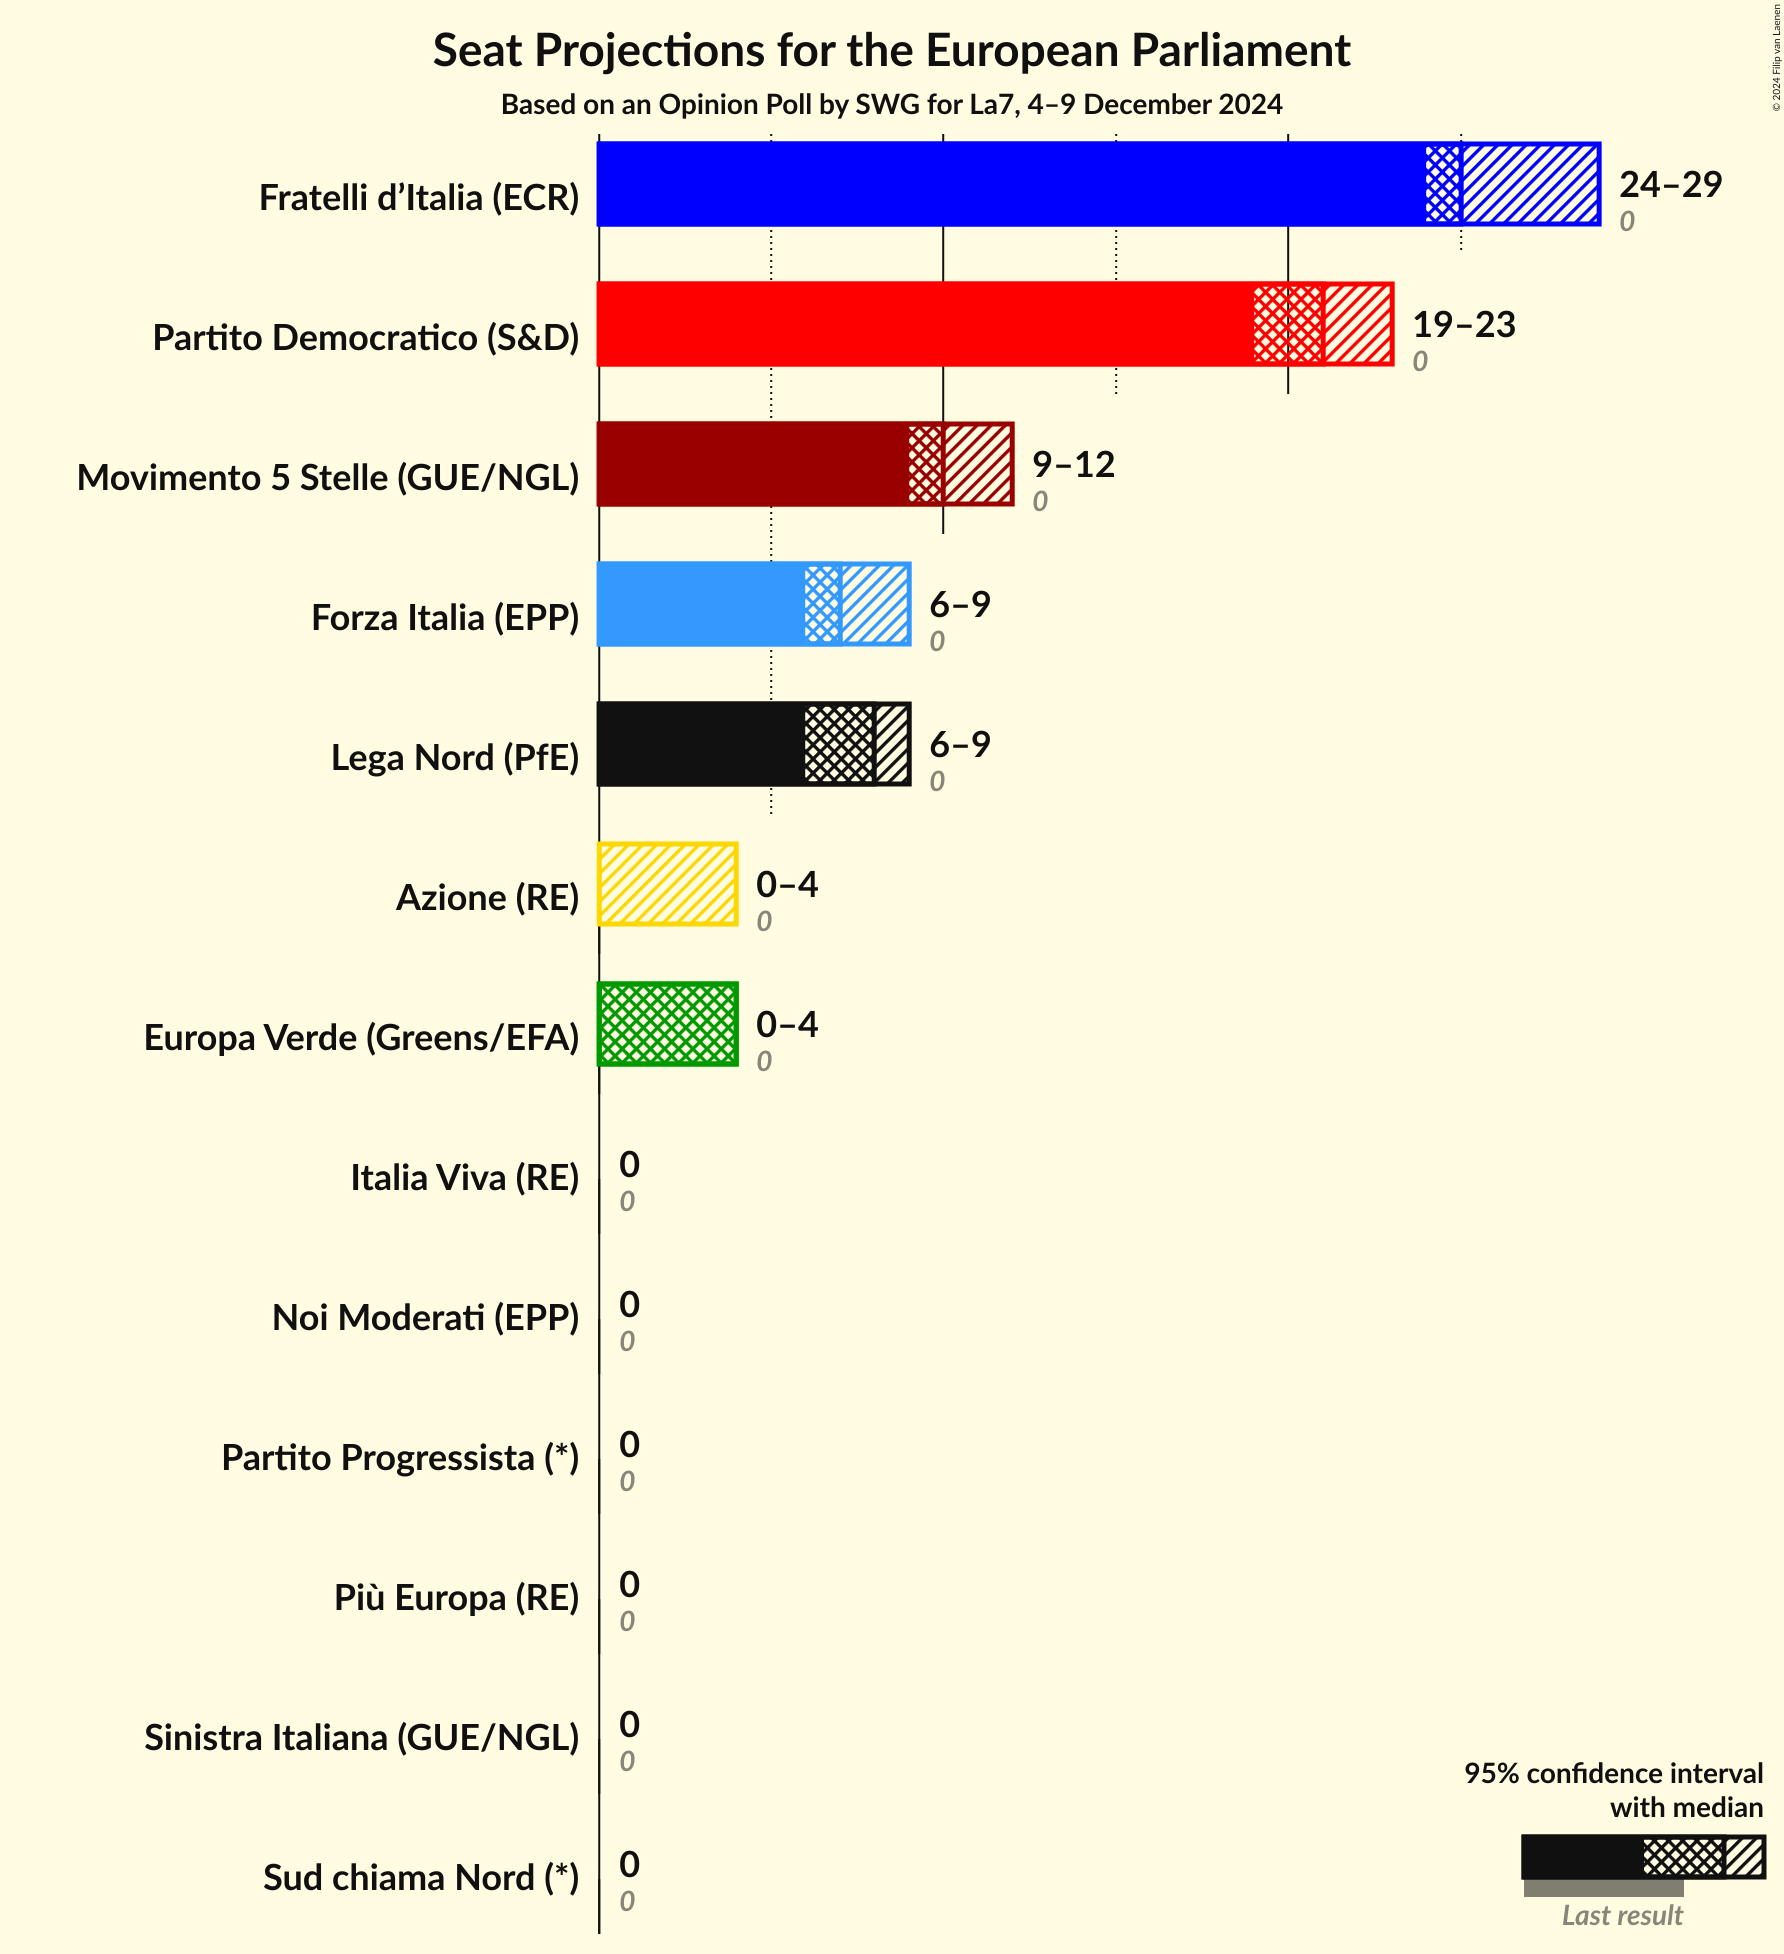 Seat Projections for the European Parliament
Based on an Opinion Poll by SWG for La7, 4–9 December 2024
© 2024 Filip van Laenen
Fratelli d’Italia (ECR)
24–29
0
Partito Democratico (S&D)
19–23
0
Movimento 5 Stelle (GUE/NGL)
9–12
0
Forza Italia (EPP)
6–9
0
Lega Nord (PfE)
6–9
0
Azione (RE)
0–4
0
Europa Verde (Greens/EFA)
0–4
0
Italia Viva (RE)
0
0
Noi Moderati (EPP)
0
0
Partito Progressista (*)
0
0
Più Europa (RE)
0
0
Sinistra Italiana (GUE/NGL)
0
0
Sud chiama Nord (*)
0
0
95% confidence interval
with median
Last result